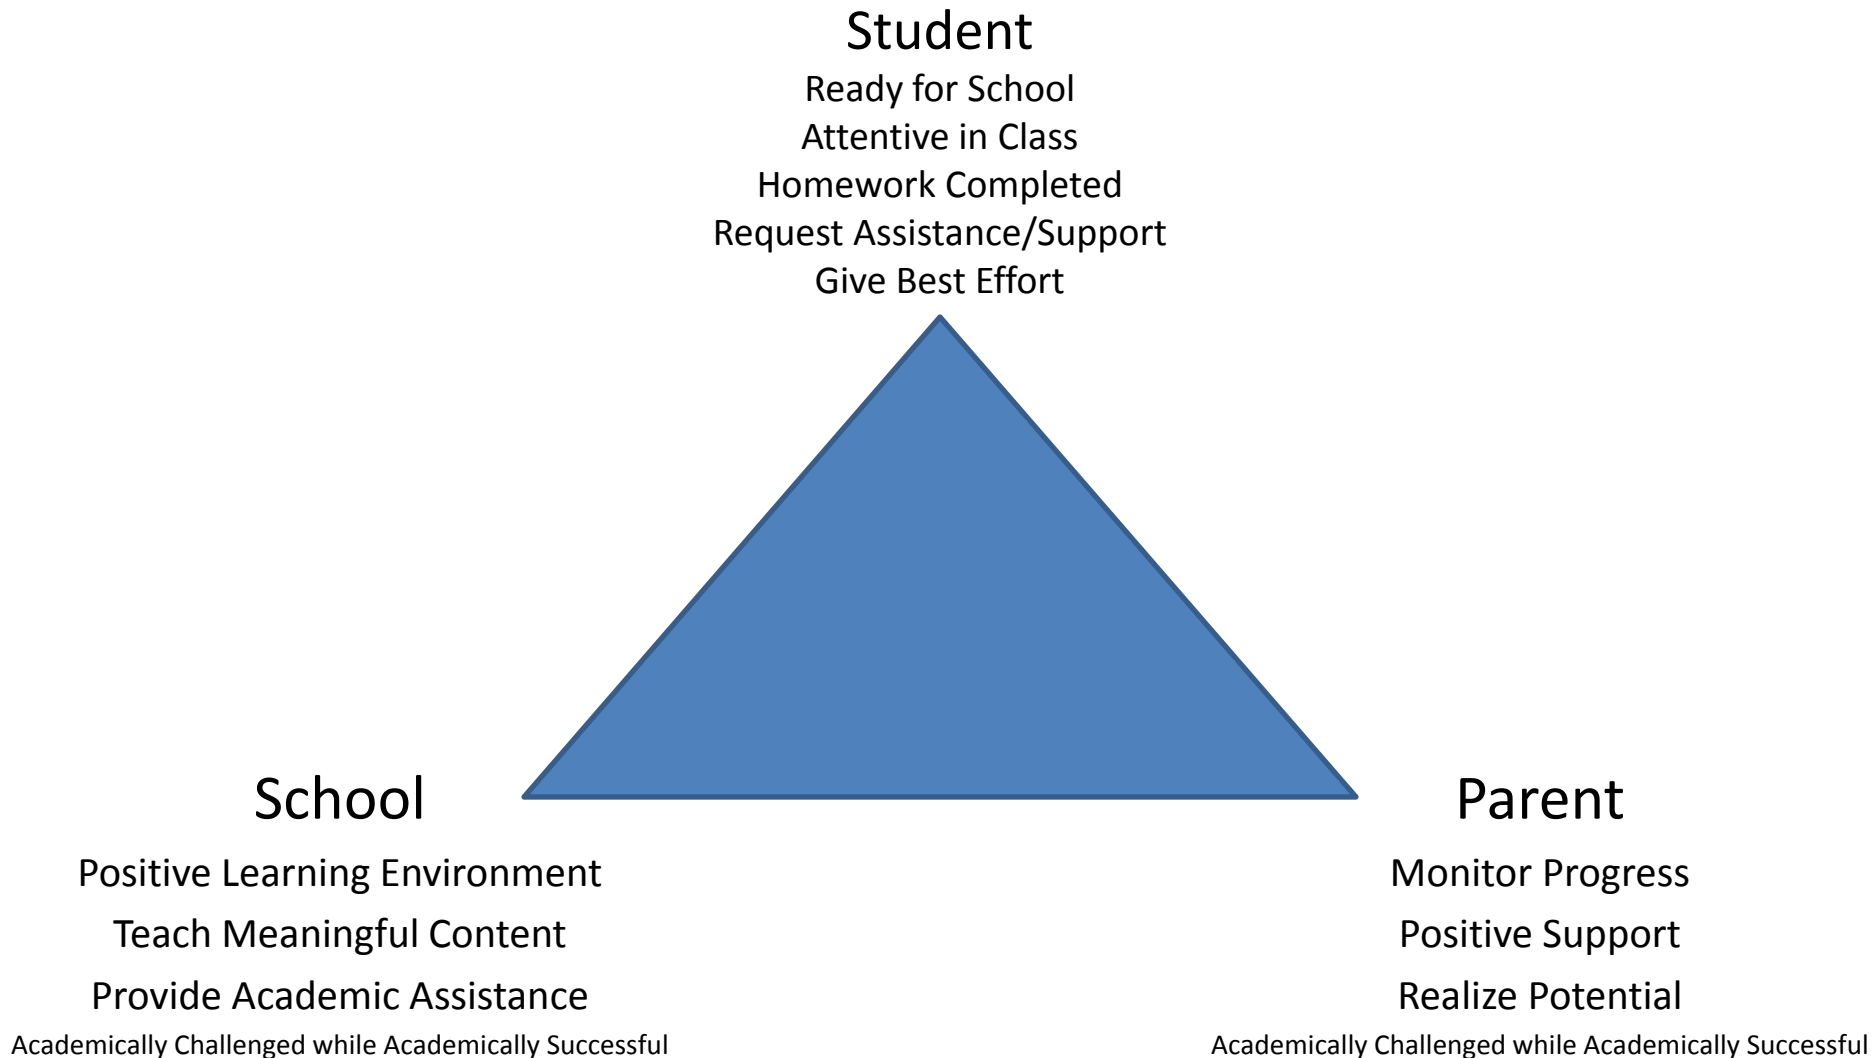 Student
Ready for School
Attentive in Class
Homework Completed
Request Assistance/Support
Give Best Effort
School
Positive Learning Environment
Teach Meaningful Content
Provide Academic Assistance
Academically Challenged while Academically Successful
Parent
Monitor Progress
Positive Support
Realize Potential
Academically Challenged while Academically Successful